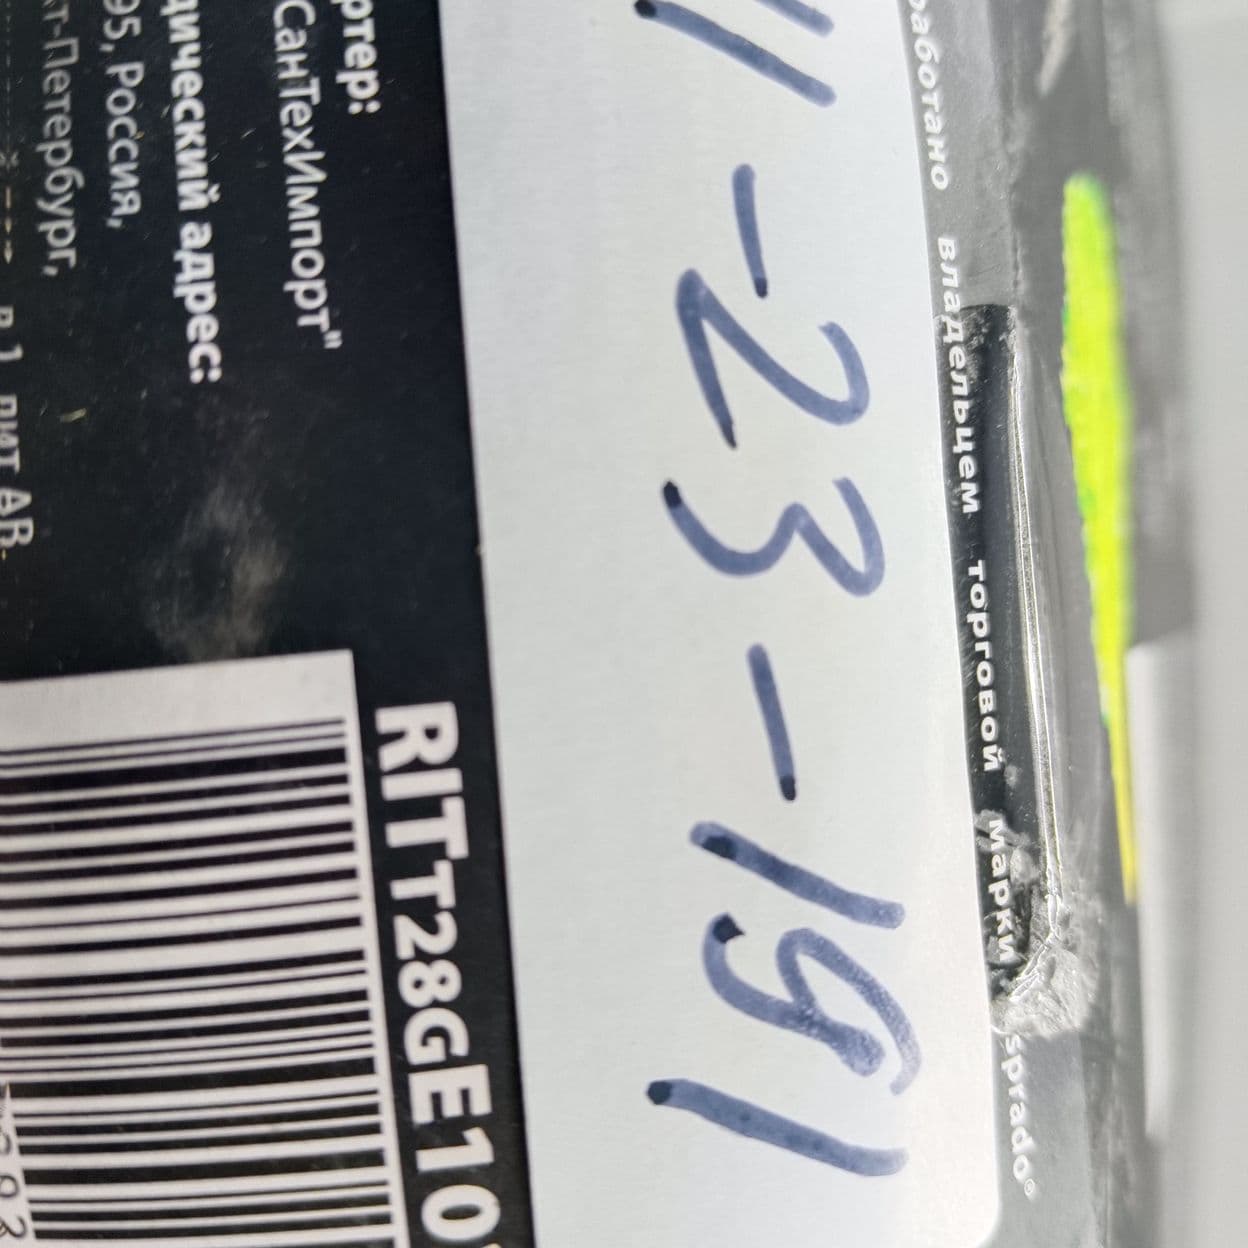 работано владельцем торговой марки sprado®
11-23-191
RITT28GE10
ртер:
СанТехИмпорт"
дический адрес:
95, Россия,
кт-Петербург,